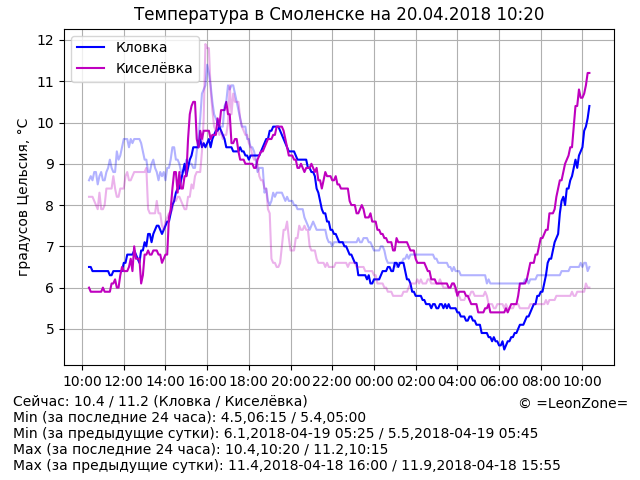 Температура в Смоленске на 20.04.2018 10:20
Кловка
Киселёвка
градусов Цельсия, °C
12
11
10
9
8
7
6
5
10:00 12:00 14:00 16:00 18:00 20:00 22:00 00:00 02:00 04:00 06:00 08:00 10:00
Сейчас: 10.4 / 11.2 (Кловка / Киселёвка)
© =LeonZone=
Min (за последние 24 часа): 4.5,06:15 / 5.4,05:00
Min (за предыдущие сутки): 6.1,2018-04-19 05:25 / 5.5,2018-04-19 05:45
Max (за последние 24 часа): 10.4,10:20 / 11.2,10:15
Max (за предыдущие сутки): 11.4,2018-04-18 16:00 / 11.9,2018-04-18 15:55